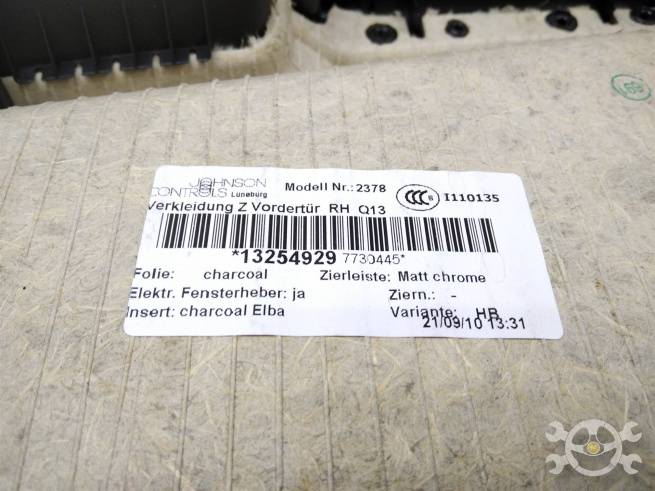 JOHNSON
CONTROLS Lüneburg
Modell Nr.: 2378
CCC B I110135
Verkleidung Z Vordertür RH Q13
*13254929 7730445*
Folie: charcoal Zierleiste: Matt chrome
Elektr. Fensterheber: ja Ziern.: -
Insert: charcoal Elba Variante: HB
21/09/10 13:31